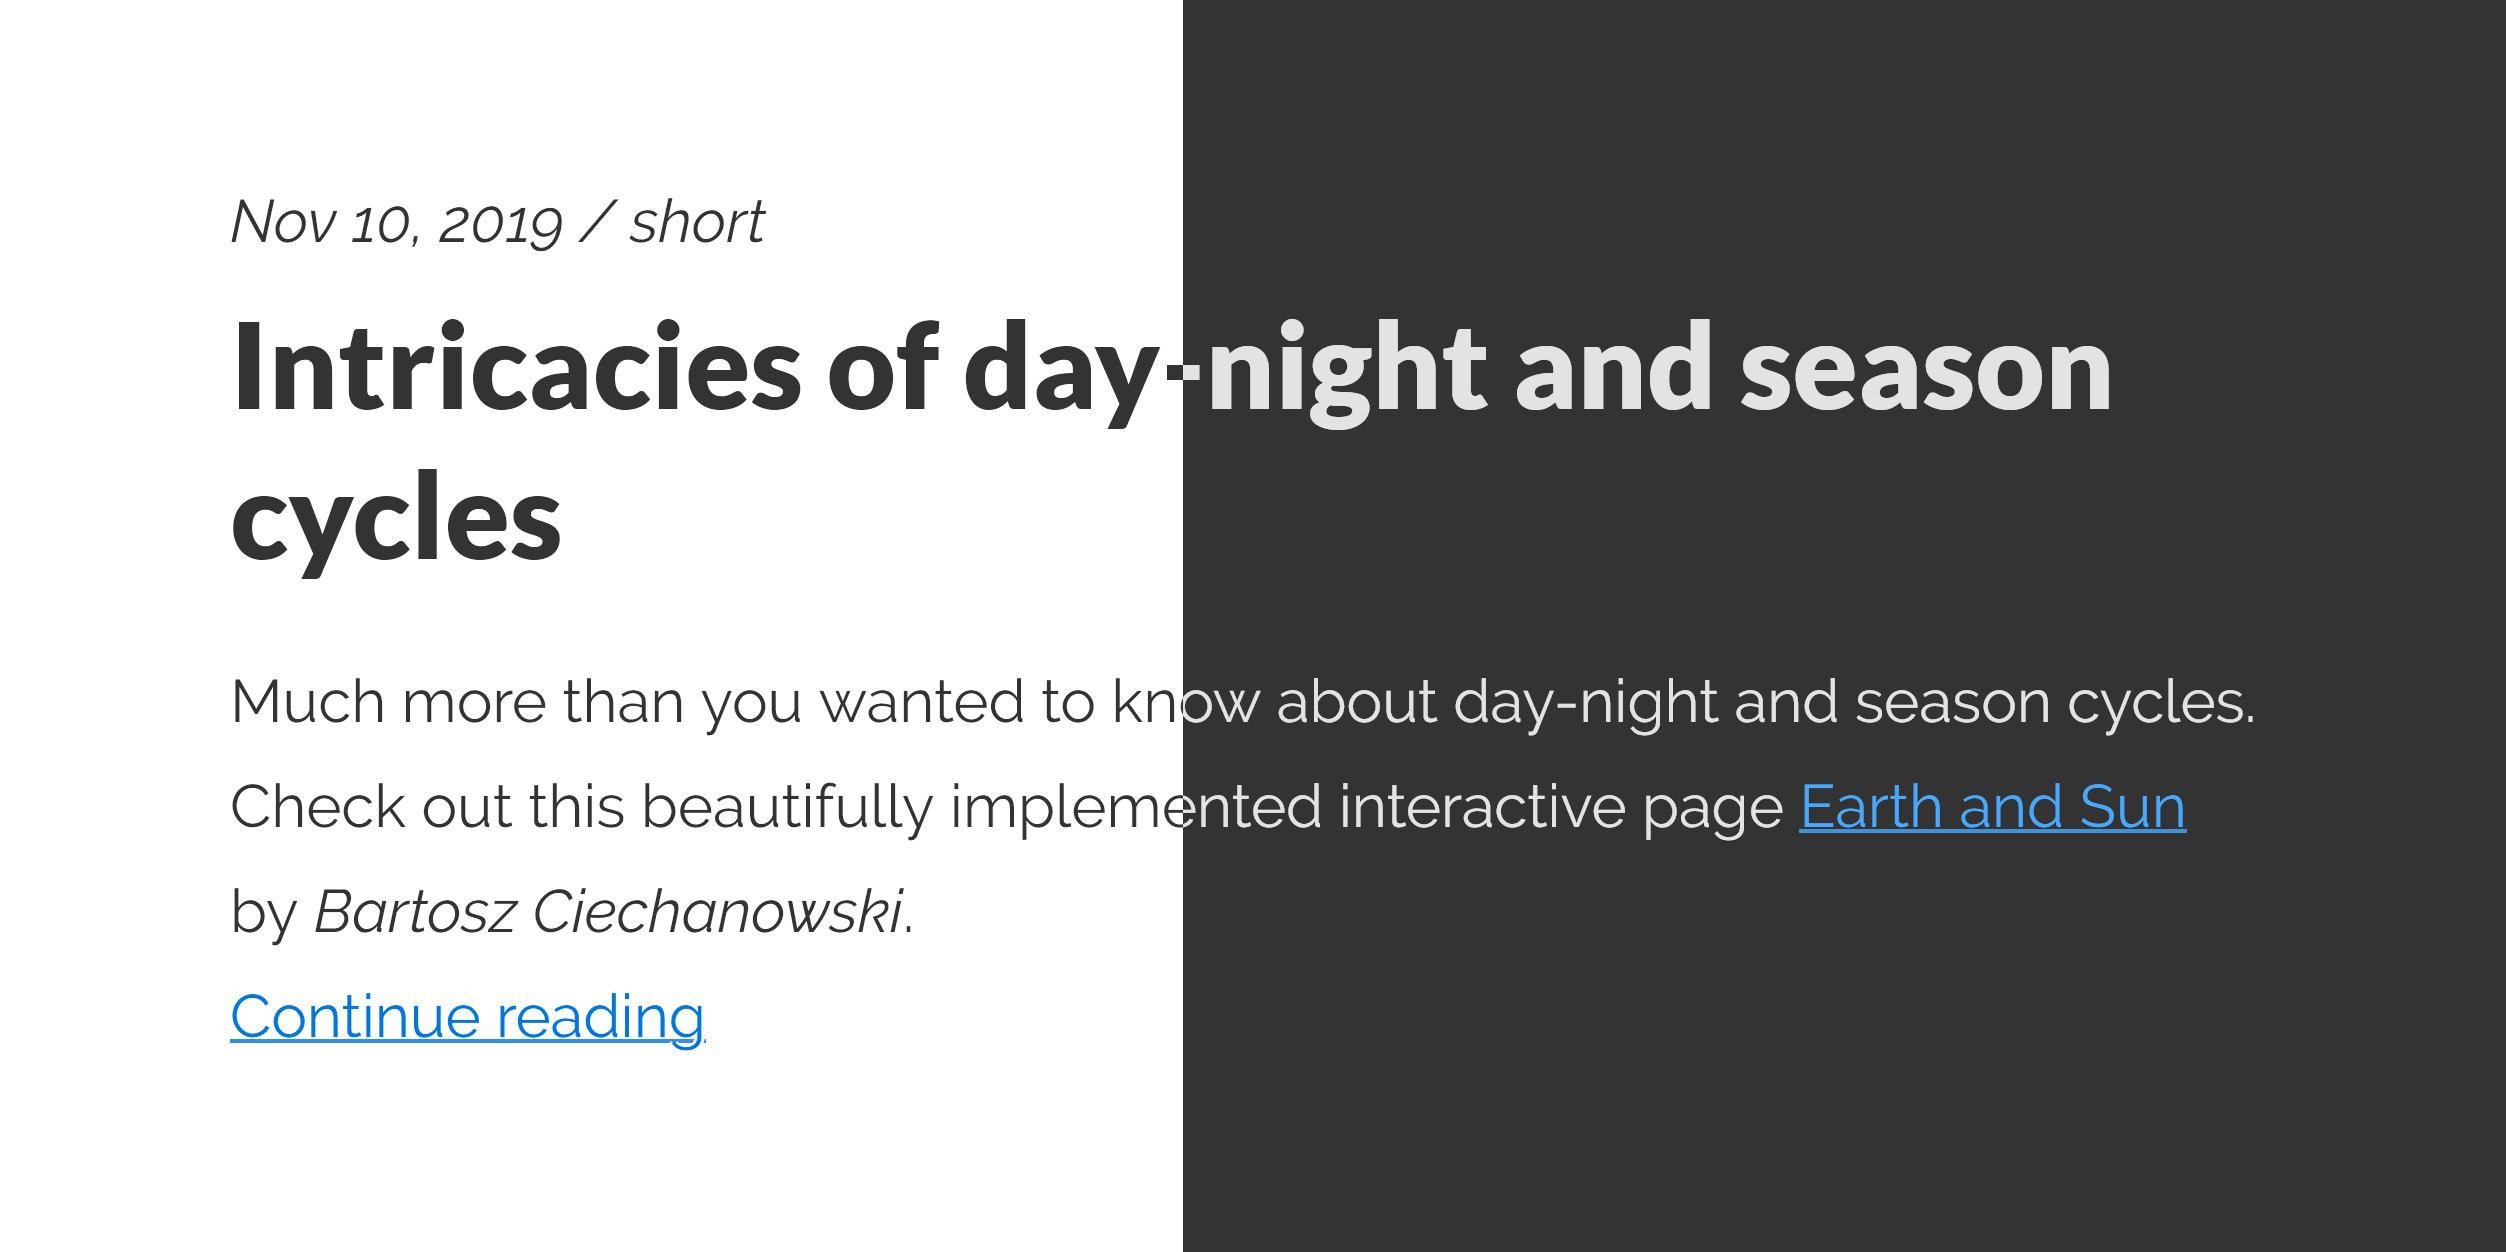 Nov 10, 2019 / short
Intricacies of day-night and season
cycles
Much more than you wanted to know about day-night and season cycles.
Check out this beautifully implemented interactive page Earth and Sun
by Bartosz Ciechanowski.
Continue reading